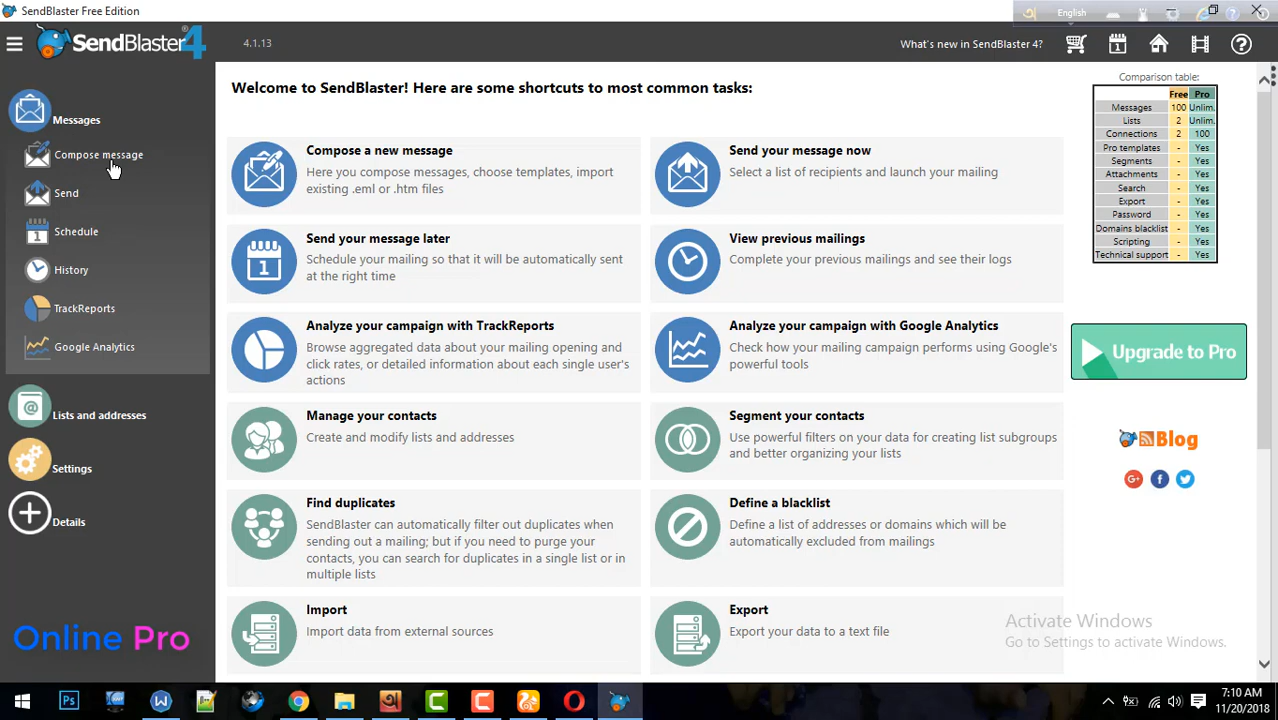 SendBlaster Free Edition
English
SendBlaster 4
4.1.13
What's new in SendBlaster 4?
1
Welcome to SendBlaster! Here are some shortcuts to most common tasks:
Messages
Compose message
Send
1
Schedule
History
TrackReports
Google Analytics
Lists and addresses
Settings
Details
Online Pro
Compose a new message
Here you compose messages, choose templates, import
existing .eml or .htm files
Send your message now
Select a list of recipients and launch your mailing
1
Send your message later
Schedule your mailing so that it will be automatically sent
at the right time
View previous mailings
Complete your previous mailings and see their logs
Analyze your campaign with TrackReports
Browse aggregated data about your mailing opening and
click rates, or detailed information about each single user's
actions
Analyze your campaign with Google Analytics
Check how your mailing campaign performs using Google's
powerful tools
Manage your contacts
Create and modify lists and addresses
Segment your contacts
Use powerful filters on your data for creating list subgroups
and better organizing your lists
Find duplicates
SendBlaster can automatically filter out duplicates when
sending out a mailing; but if you need to purge your
contacts, you can search for duplicates in a single list or in
multiple lists
Define a blacklist
Define a list of addresses or domains which will be
automatically excluded from mailings
Import
Import data from external sources
Export
Export your data to a text file
Comparison table:
Free Pro
Messages 100 Unlim.
Lists 2 Unlim.
Connections 2 100
Pro templates - Yes
Segments - Yes
Attachments - Yes
Search - Yes
Export - Yes
Password - Yes
Domains blacklist - Yes
Scripting - Yes
Technical support - Yes
Upgrade to Pro
Blog
Activate Windows
Go to Settings to activate Windows.
7:10 AM
11/20/2018